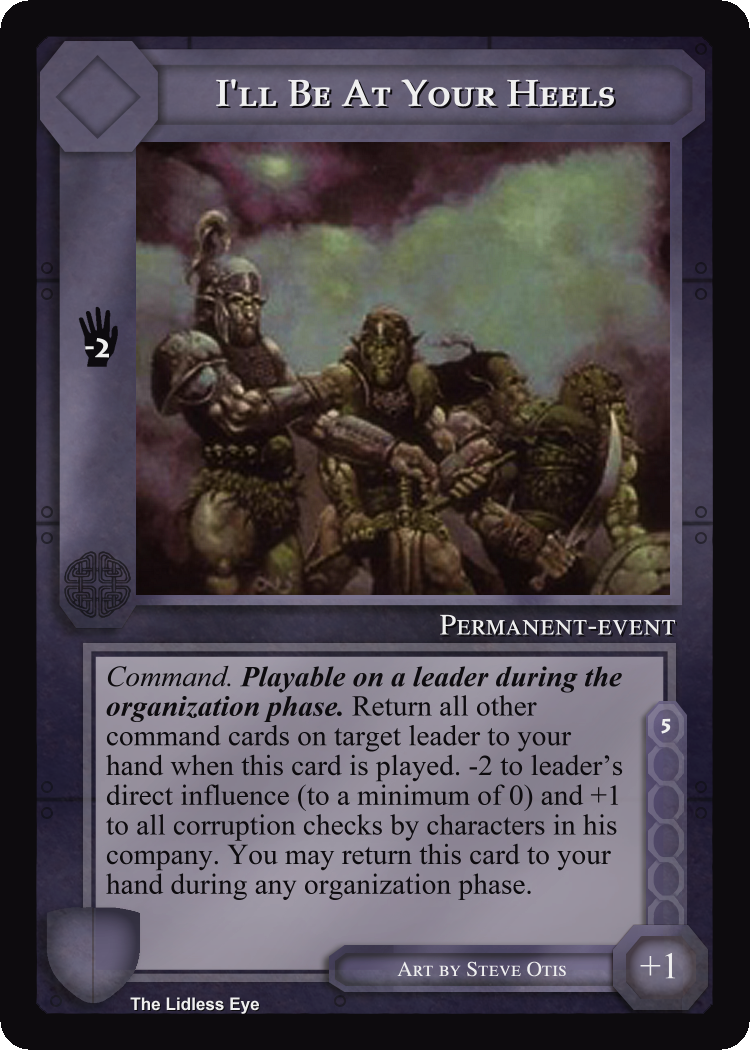 I'll Be At Your Heels
-2
Permanent-event
Command. Playable on a leader during the
organization phase. Return all other
command cards on target leader to your
hand when this card is played. -2 to leader's
direct influence (to a minimum of 0) and +1
to all corruption checks by characters in his
company. You may return this card to your
hand during any organization phase.
5
Art by Steve Otis
+1
The Lidless Eye